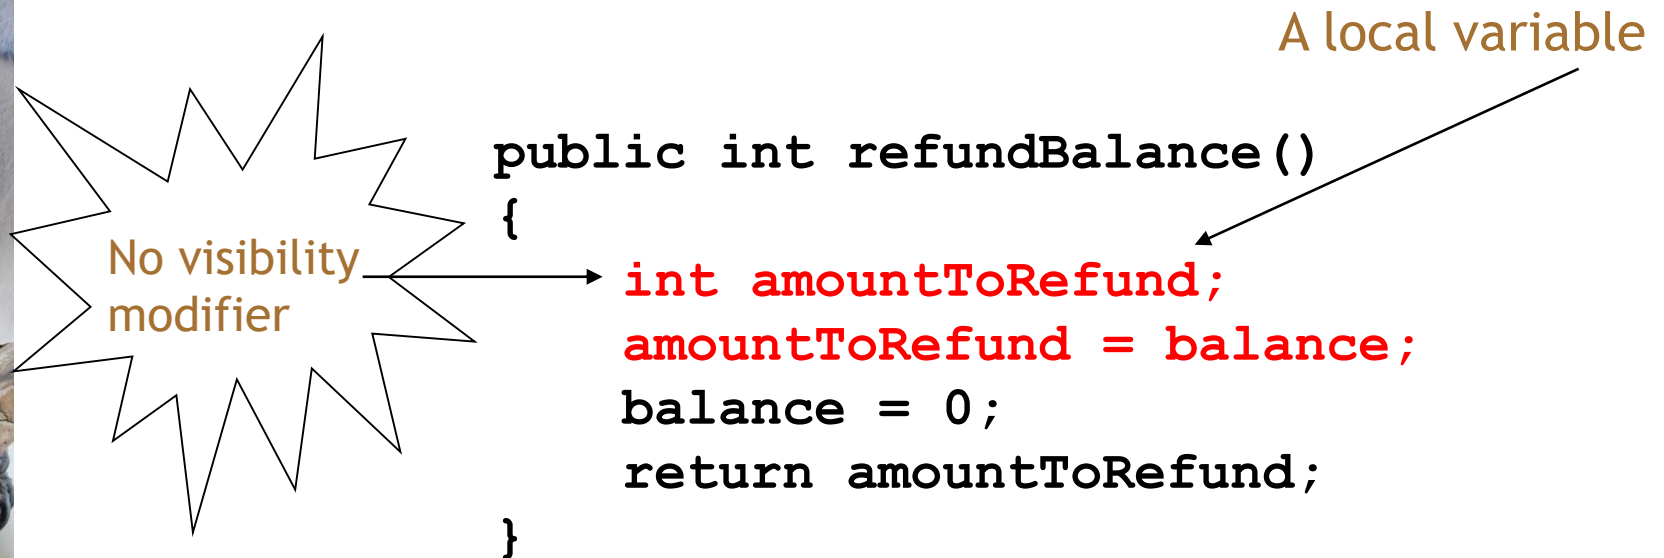 A local variable
public int refundBalance()
{
No visibility
modifier
int amountToRefund;
amountToRefund = balance;
balance = 0;
return amountToRefund;
}